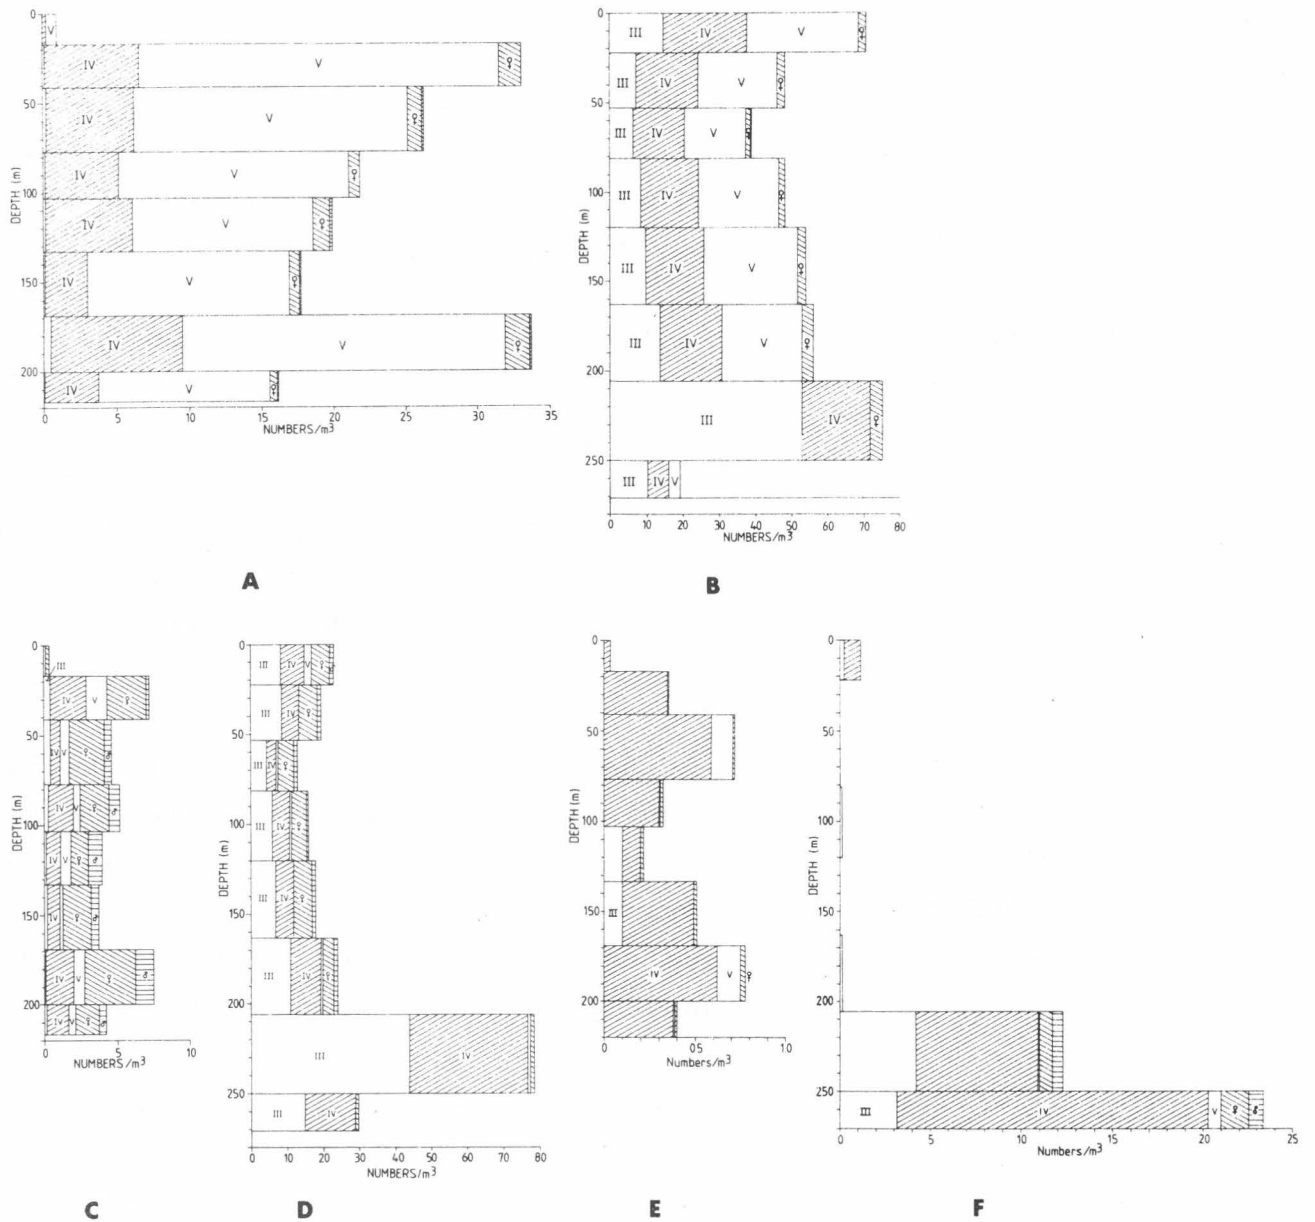 0
V
IV V ♀
50
IV V ♀
IV V ♀
100
IV V ♀
150
IV V ♀
IV V ♀
200
IV V ♀
DEPTH (m)
0 5 10 15 20 25 30 35
NUMBERS/m³
A
0
III IV V ♀
III IV V ♀
50
III IV V ♀
100
III IV V ♀
150
III IV V ♀
III IV V ♀
200
III IV ♀
250
III IV V
DEPTH (m)
0 10 20 30 40 50 60 70 80
NUMBERS/m³
B
0
III
IV V ♀
50
IV V ♀ ♂
IV V ♀ ♂
100
IV V ♀ ♂
150
IV ♀ ♂
IV V ♀ ♂
200
IV V ♀ ♂
DEPTH (m)
0 5 10
NUMBERS/m³
C
0
III IV V ♀ ♂
III IV ♀
50
III IV ♀
100
III IV ♀
150
III IV ♀
III IV ♀
200
III IV
250
III IV
DEPTH (m)
0 10 20 30 40 50 60 70 80
NUMBERS/m³
D
0
50
100
150
III
IV V ♀
200
DEPTH (m)
0 0.5 1.0
Numbers/m³
E
0
50
100
150
200
250
III IV V ♀ ♂
DEPTH (m)
0 5 10 15 20 25
Numbers/m³
F